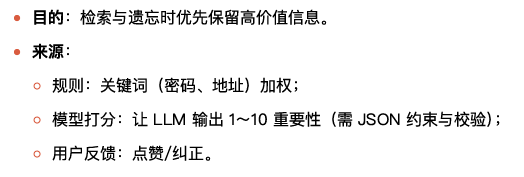 目的：检索与遗忘时优先保留高价值信息。
来源：
规则：关键词（密码、地址）加权；
模型打分：让 LLM 输出 1～10 重要性（需 JSON 约束与校验）；
用户反馈：点赞/纠正。